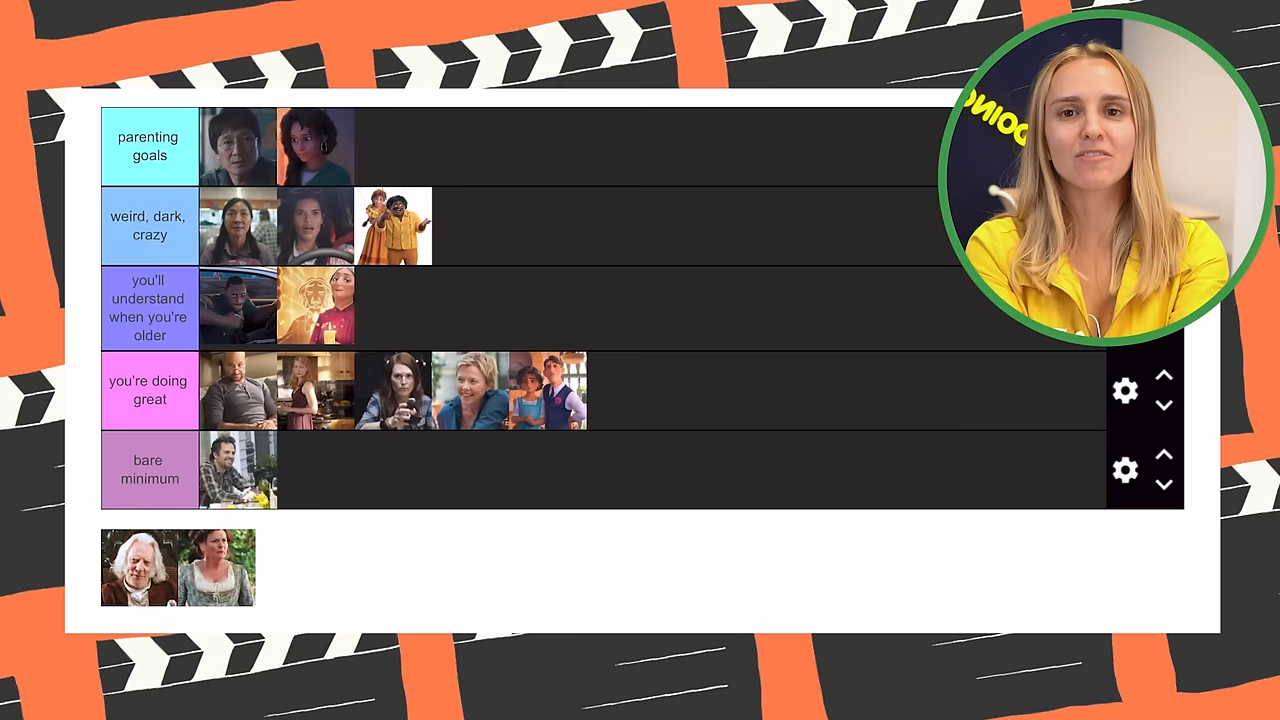 parenting
goals
weird, dark,
crazy
you'll
understand
when you're
older
you're doing
great
bare
minimum